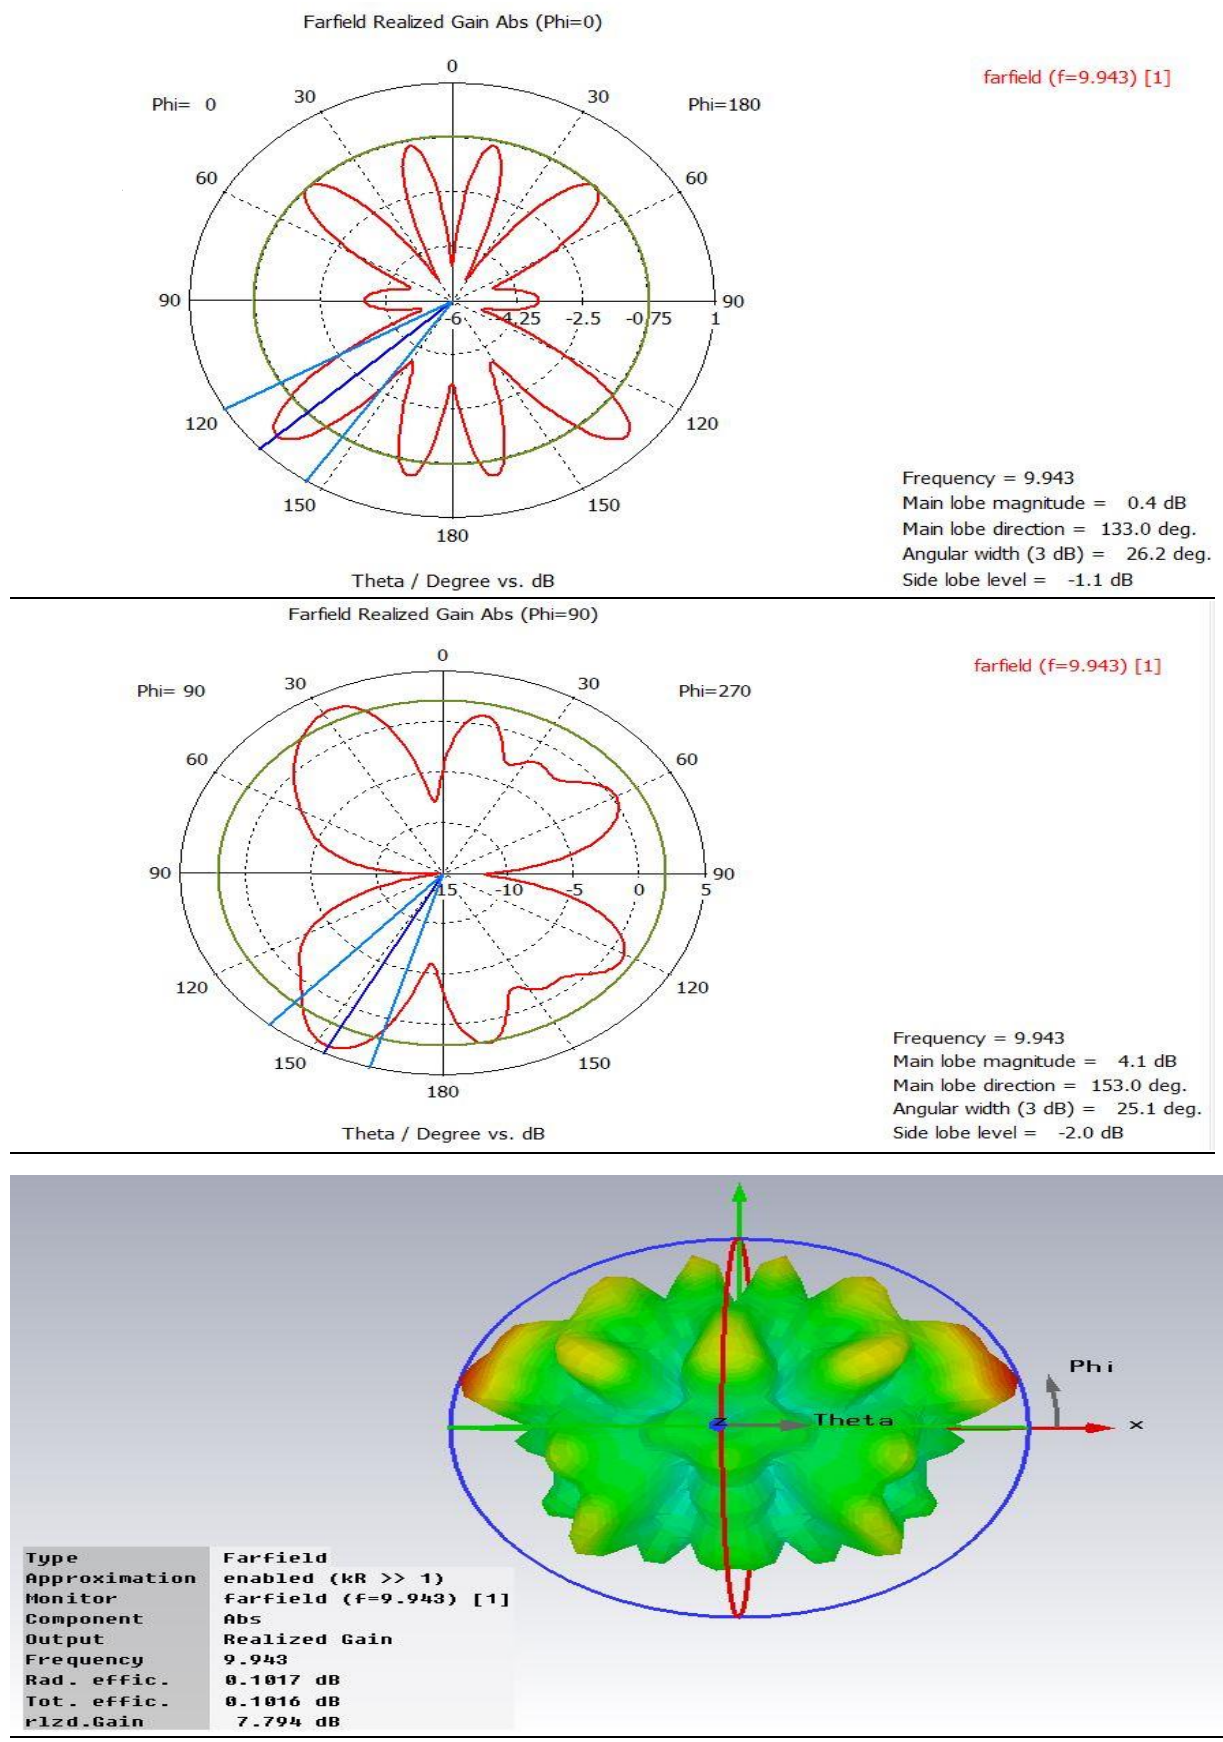 Farfield Realized Gain Abs (Phi=0)
farfield (f=9.943) [1]
0
Phi= 0
30
30
Phi=180
60
60
90
-6
-4.25
-2.5
-0.75
1
90
120
120
150
150
180
Frequency = 9.943
Main lobe magnitude = 0.4 dB
Main lobe direction = 133.0 deg.
Angular width (3 dB) = 26.2 deg.
Side lobe level = -1.1 dB
Theta / Degree vs. dB
Farfield Realized Gain Abs (Phi=90)
farfield (f=9.943) [1]
0
Phi= 90
30
30
Phi=270
60
60
90
-15
-10
-5
0
5
90
120
120
150
150
180
Frequency = 9.943
Main lobe magnitude = 4.1 dB
Main lobe direction = 153.0 deg.
Angular width (3 dB) = 25.1 deg.
Side lobe level = -2.0 dB
Theta / Degree vs. dB
Phi
z
Theta
x
Type Farfield
Approximation enabled (kR >> 1)
Monitor farfield (f=9.943) [1]
Component Abs
Output Realized Gain
Frequency 9.943
Rad. effic. 0.1017 dB
Tot. effic. 0.1016 dB
rlzd.Gain 7.794 dB